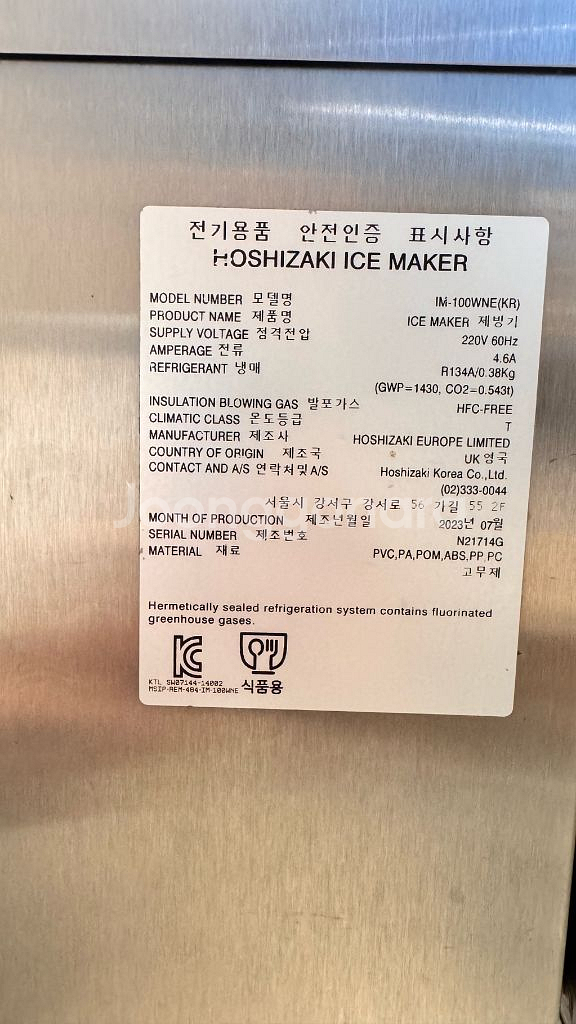 전기용품 안전인증 표시사항
HOSHIZAKI ICE MAKER
MODEL NUMBER 모델명 IM-100WNE(KR)
PRODUCT NAME 제품명 ICE MAKER 제빙기
SUPPLY VOLTAGE 정격전압 220V 60Hz
AMPERAGE 전류 4.6A
REFRIGERANT 냉매 R134A/0.38Kg
(GWP=1430, CO2=0.543t)
INSULATION BLOWING GAS 발포가스 HFC-FREE
CLIMATIC CLASS 온도등급 T
MANUFACTURER 제조사 HOSHIZAKI EUROPE LIMITED
COUNTRY OF ORIGIN 제조국 UK 영국
CONTACT AND A/S 연락처및A/S Hoshizaki Korea Co.,Ltd.
(02)333-0044
서울시 강서구 강서로 56 가길 55 2F
MONTH OF PRODUCTION 제조년월일 2023년 07월
SERIAL NUMBER 제조번호 N21714G
MATERIAL 재료 PVC,PA,POM,ABS,PP,PC
고무제
Hermetically sealed refrigeration system contains fluorinated
greenhouse gases.
KTL SW07144-14002
MSIP-REM-484-IM-100WNE 식품용